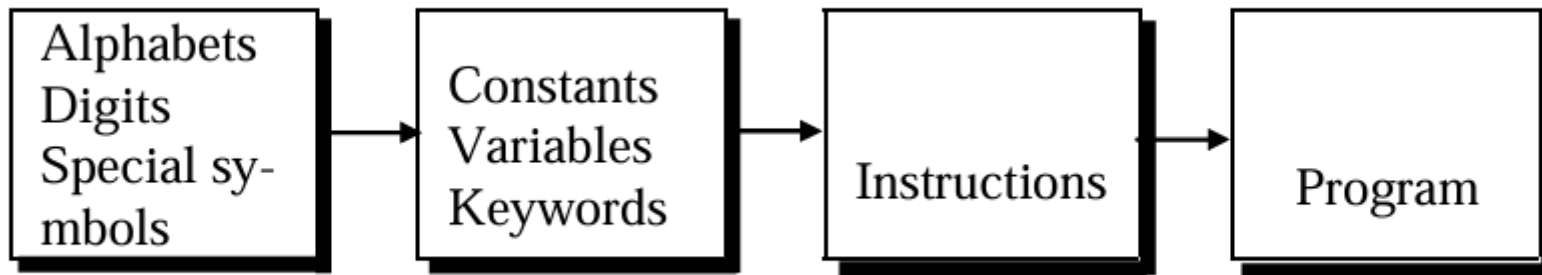 Alphabets
Digits
Special sy-
mbols
Constants
Variables
Keywords
Instructions
Program